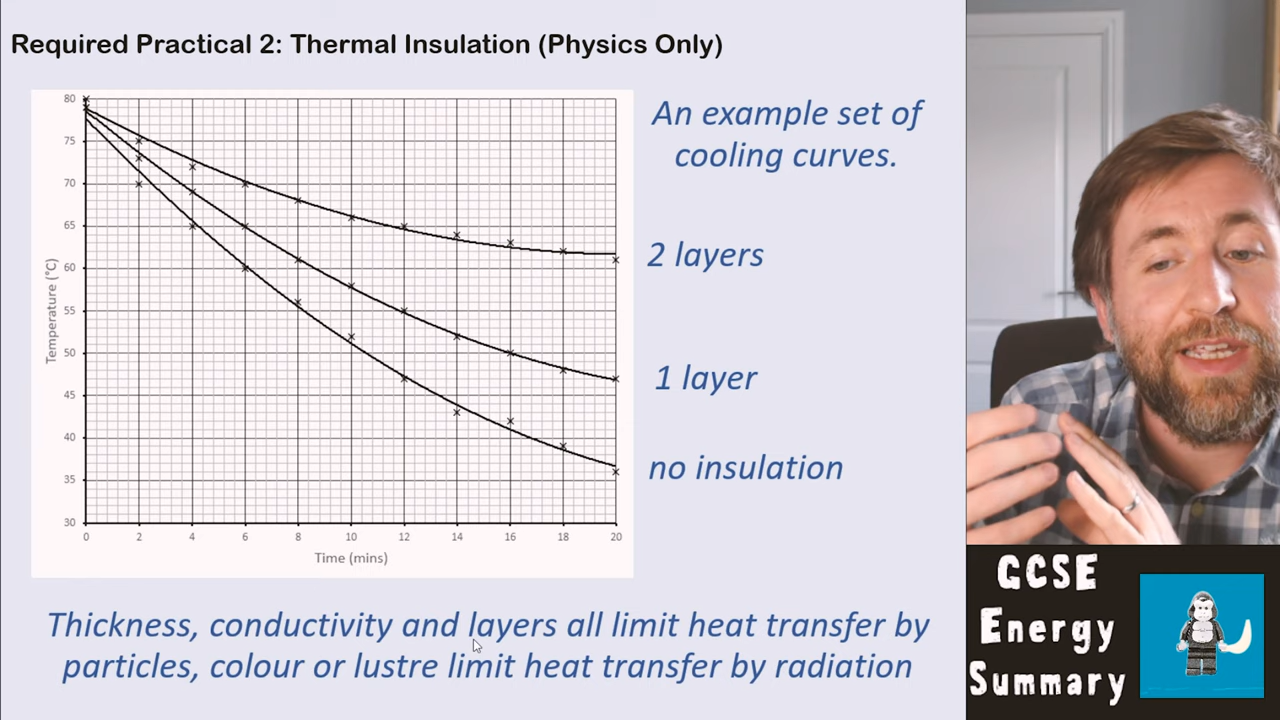 Required Practical 2: Thermal Insulation (Physics Only)
80
75
70
65
60
55
50
45
40
35
30
Temperature (°C)
0 2 4 6 8 10 12 14 16 18 20
Time (mins)
An example set of
cooling curves.
2 layers
1 layer
no insulation
Thickness, conductivity and layers all limit heat transfer by
particles, colour or lustre limit heat transfer by radiation
GCSE
Energy
Summary